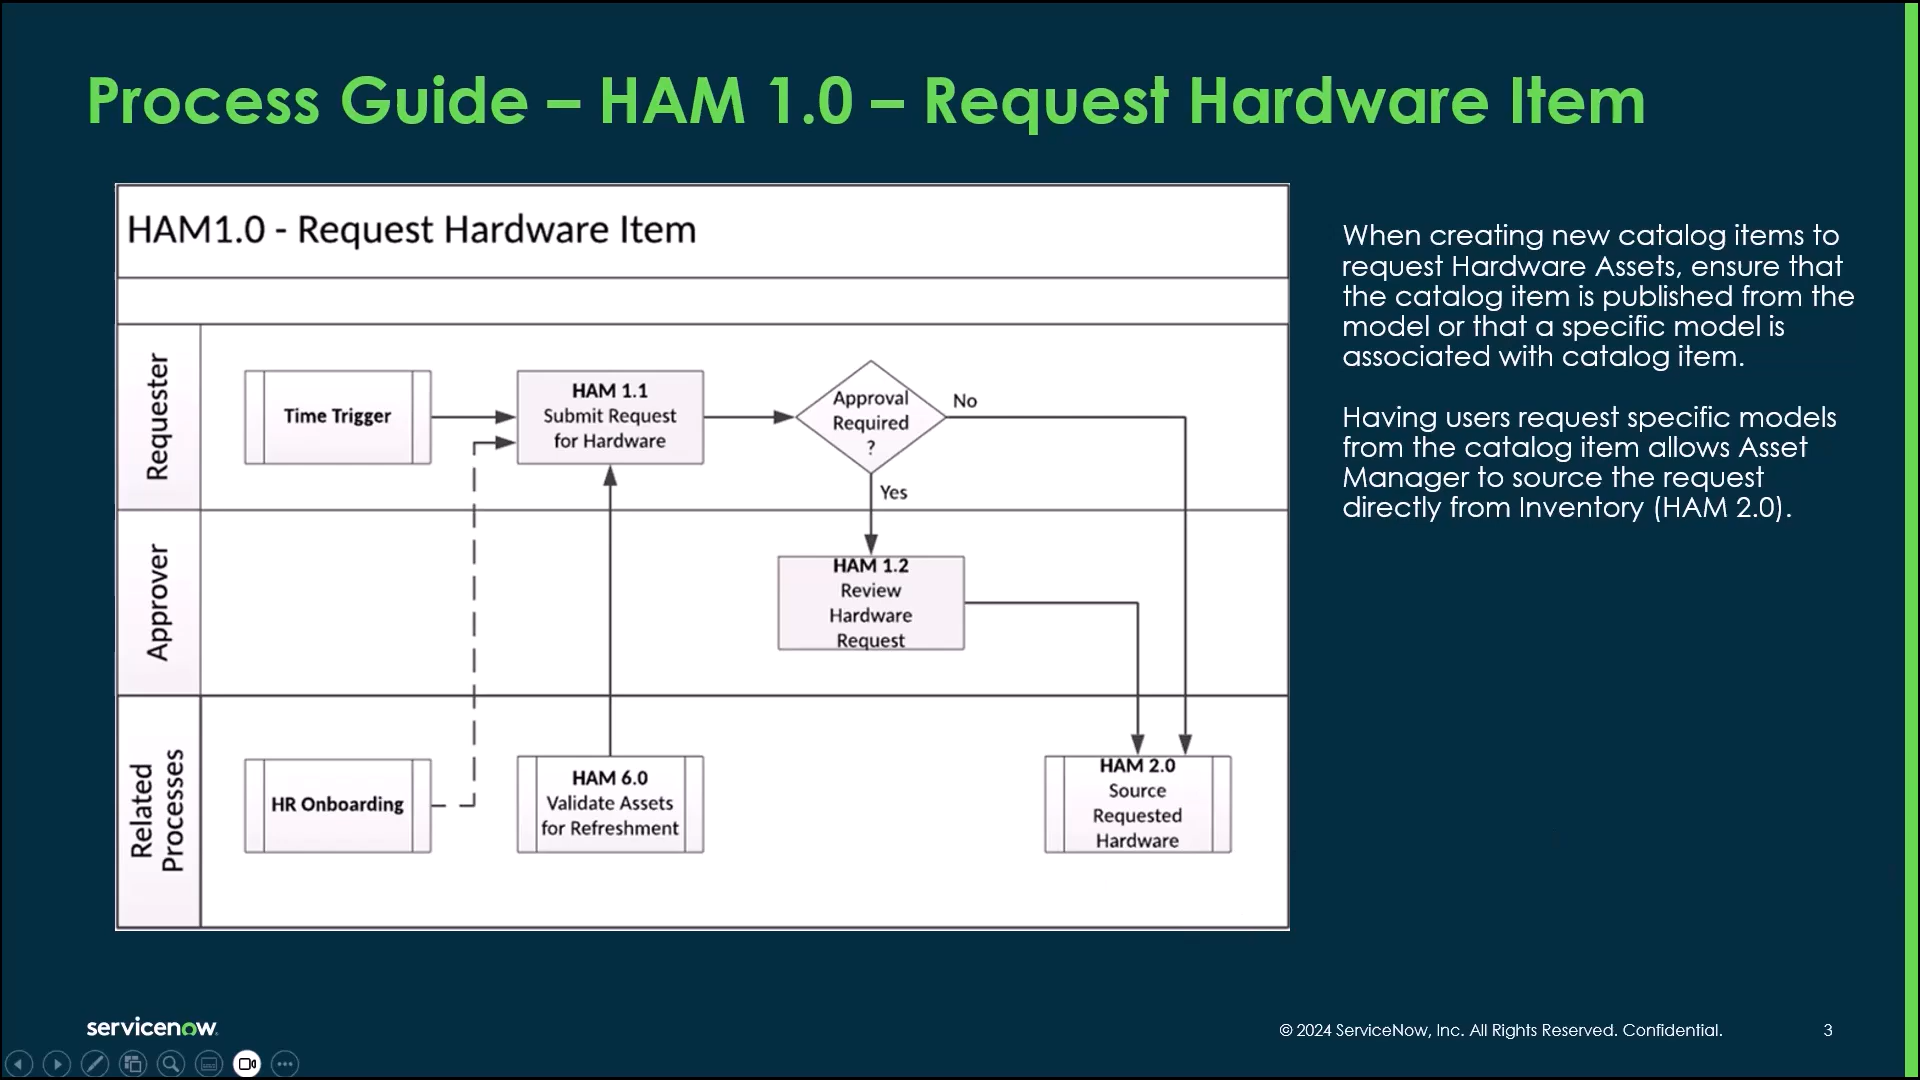 Process Guide – HAM 1.0 – Request Hardware Item
HAM1.0 - Request Hardware Item
Requester
Time Trigger
HAM 1.1
Submit Request
for Hardware
Approval
Required
?
No
Yes
Approver
HAM 1.2
Review
Hardware
Request
Related
Processes
HR Onboarding
HAM 6.0
Validate Assets
for Refreshment
HAM 2.0
Source
Requested
Hardware
When creating new catalog items to
request Hardware Assets, ensure that
the catalog item is published from the
model or that a specific model is
associated with catalog item.
Having users request specific models
from the catalog item allows Asset
Manager to source the request
directly from Inventory (HAM 2.0).
servicenow
© 2024 ServiceNow, Inc. All Rights Reserved. Confidential.
3